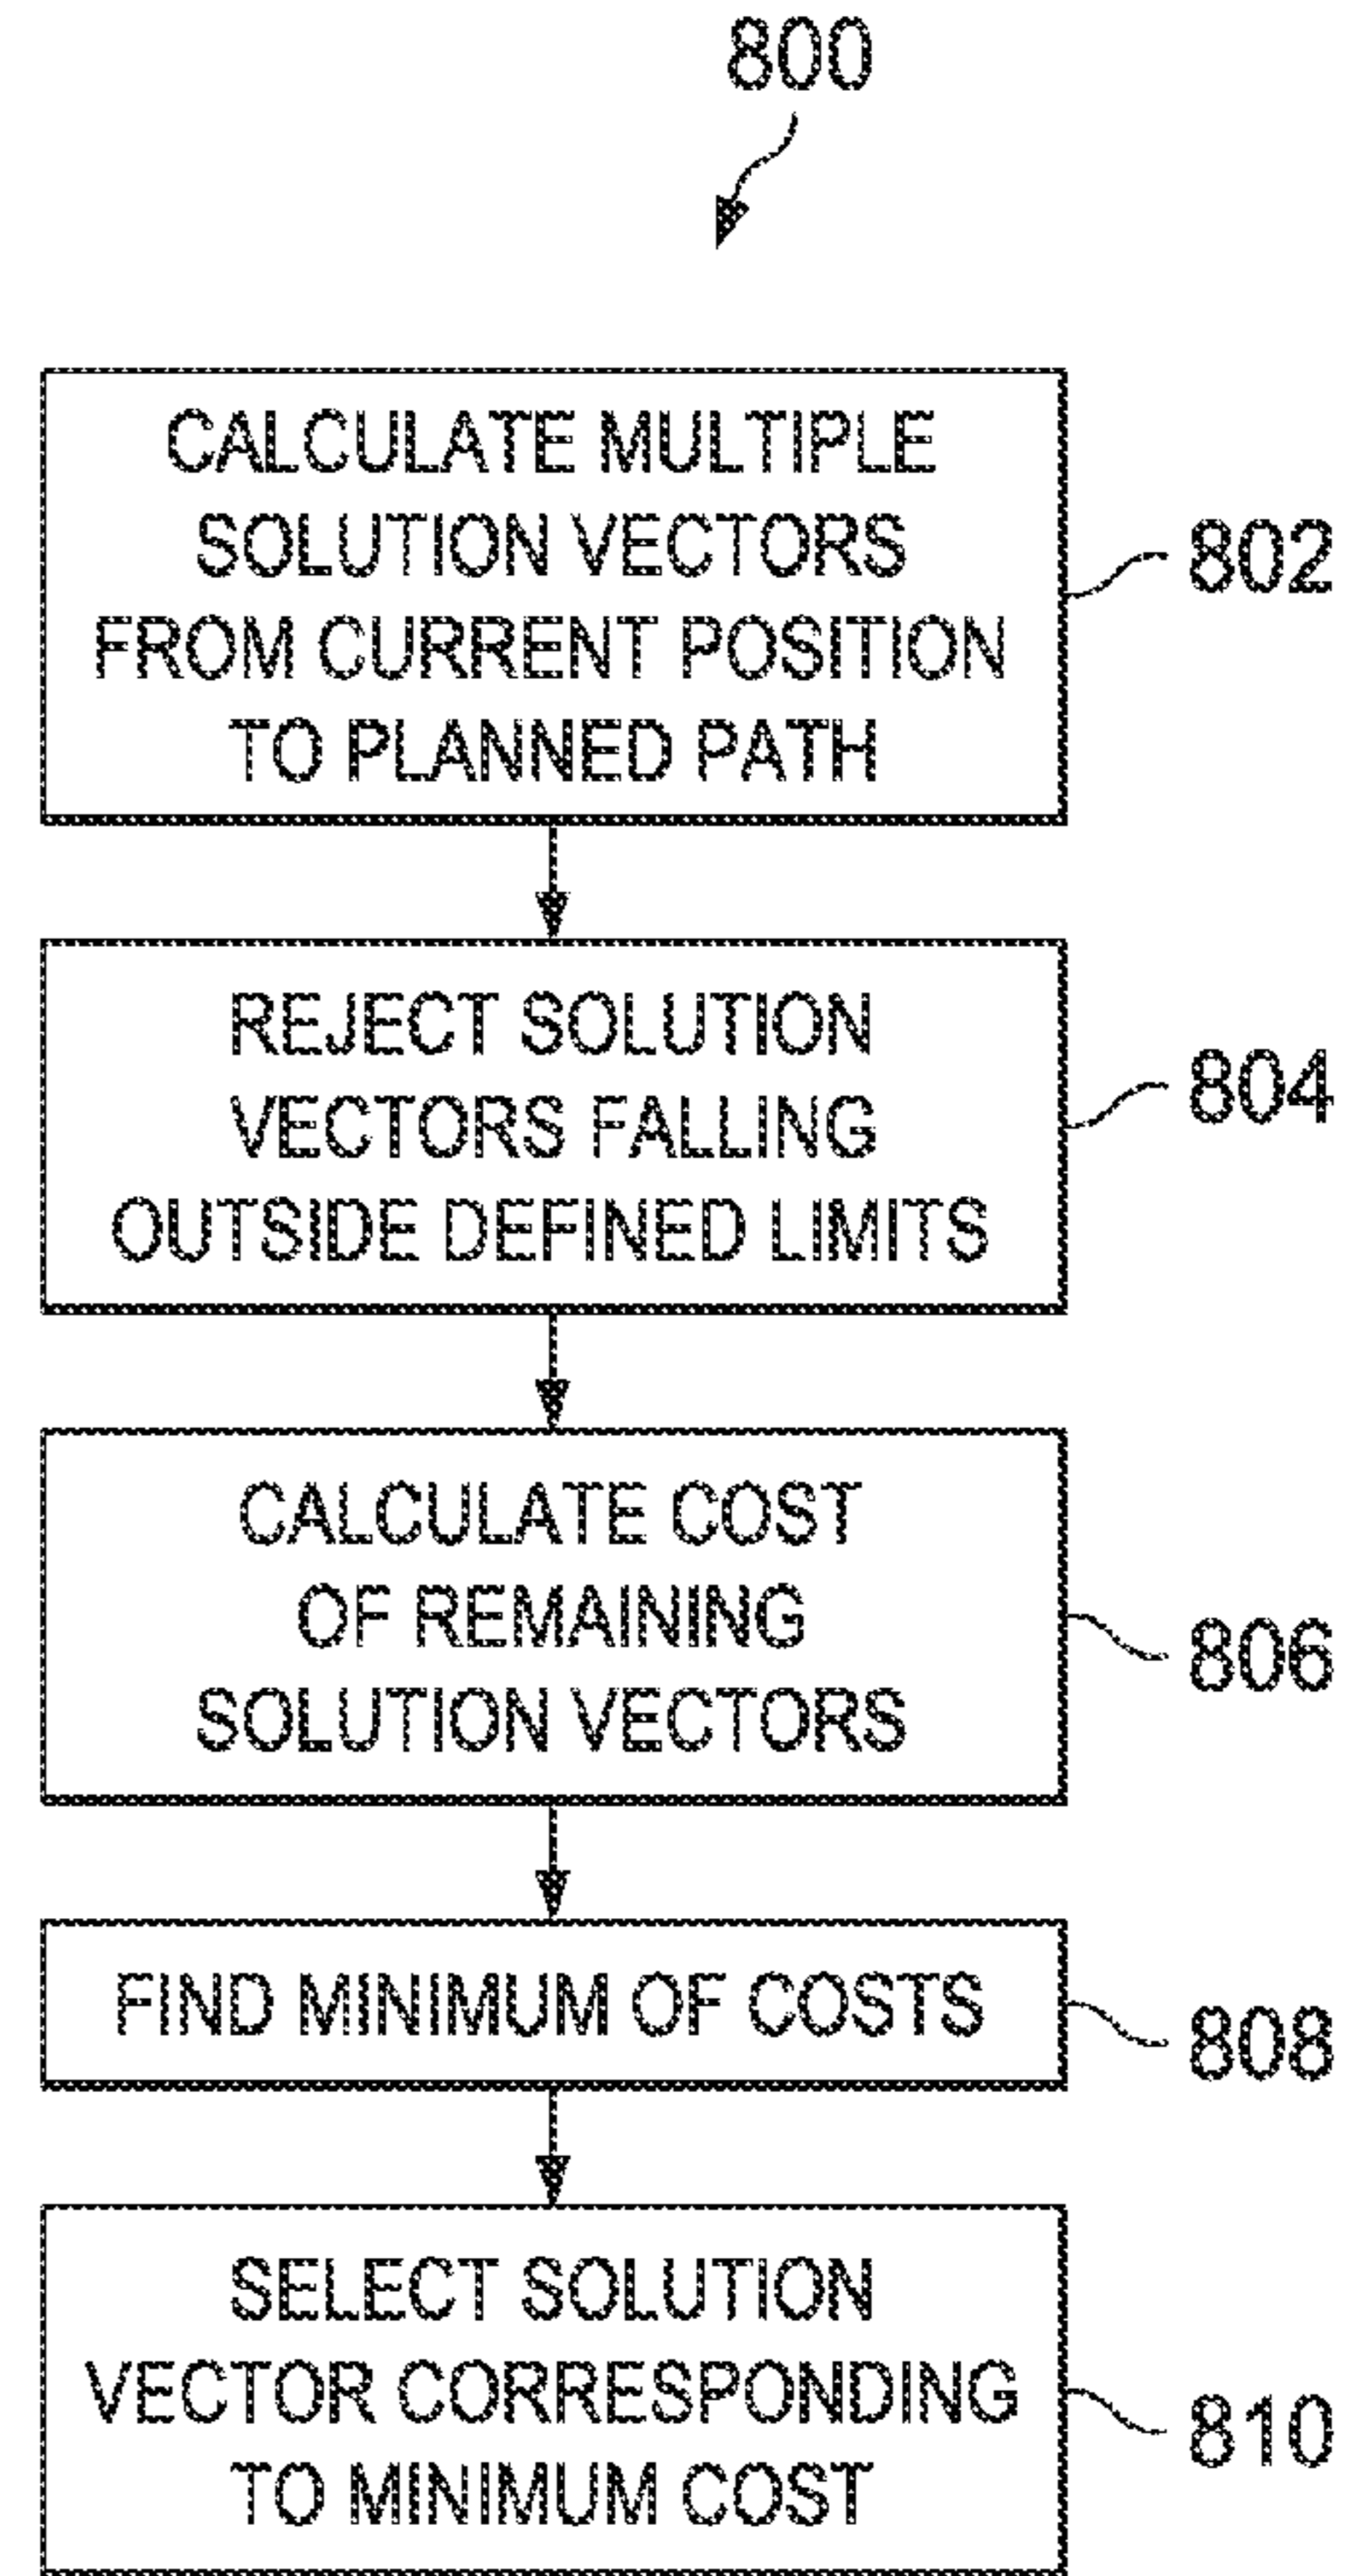 800
CALCULATE MULTIPLE
SOLUTION VECTORS
FROM CURRENT POSITION
TO PLANNED PATH
802
REJECT SOLUTION
VECTORS FALLING
OUTSIDE DEFINED LIMITS
804
CALCULATE COST
OF REMAINING
SOLUTION VECTORS
806
FIND MINIMUM OF COSTS
808
SELECT SOLUTION
VECTOR CORRESPONDING
TO MINIMUM COST
810